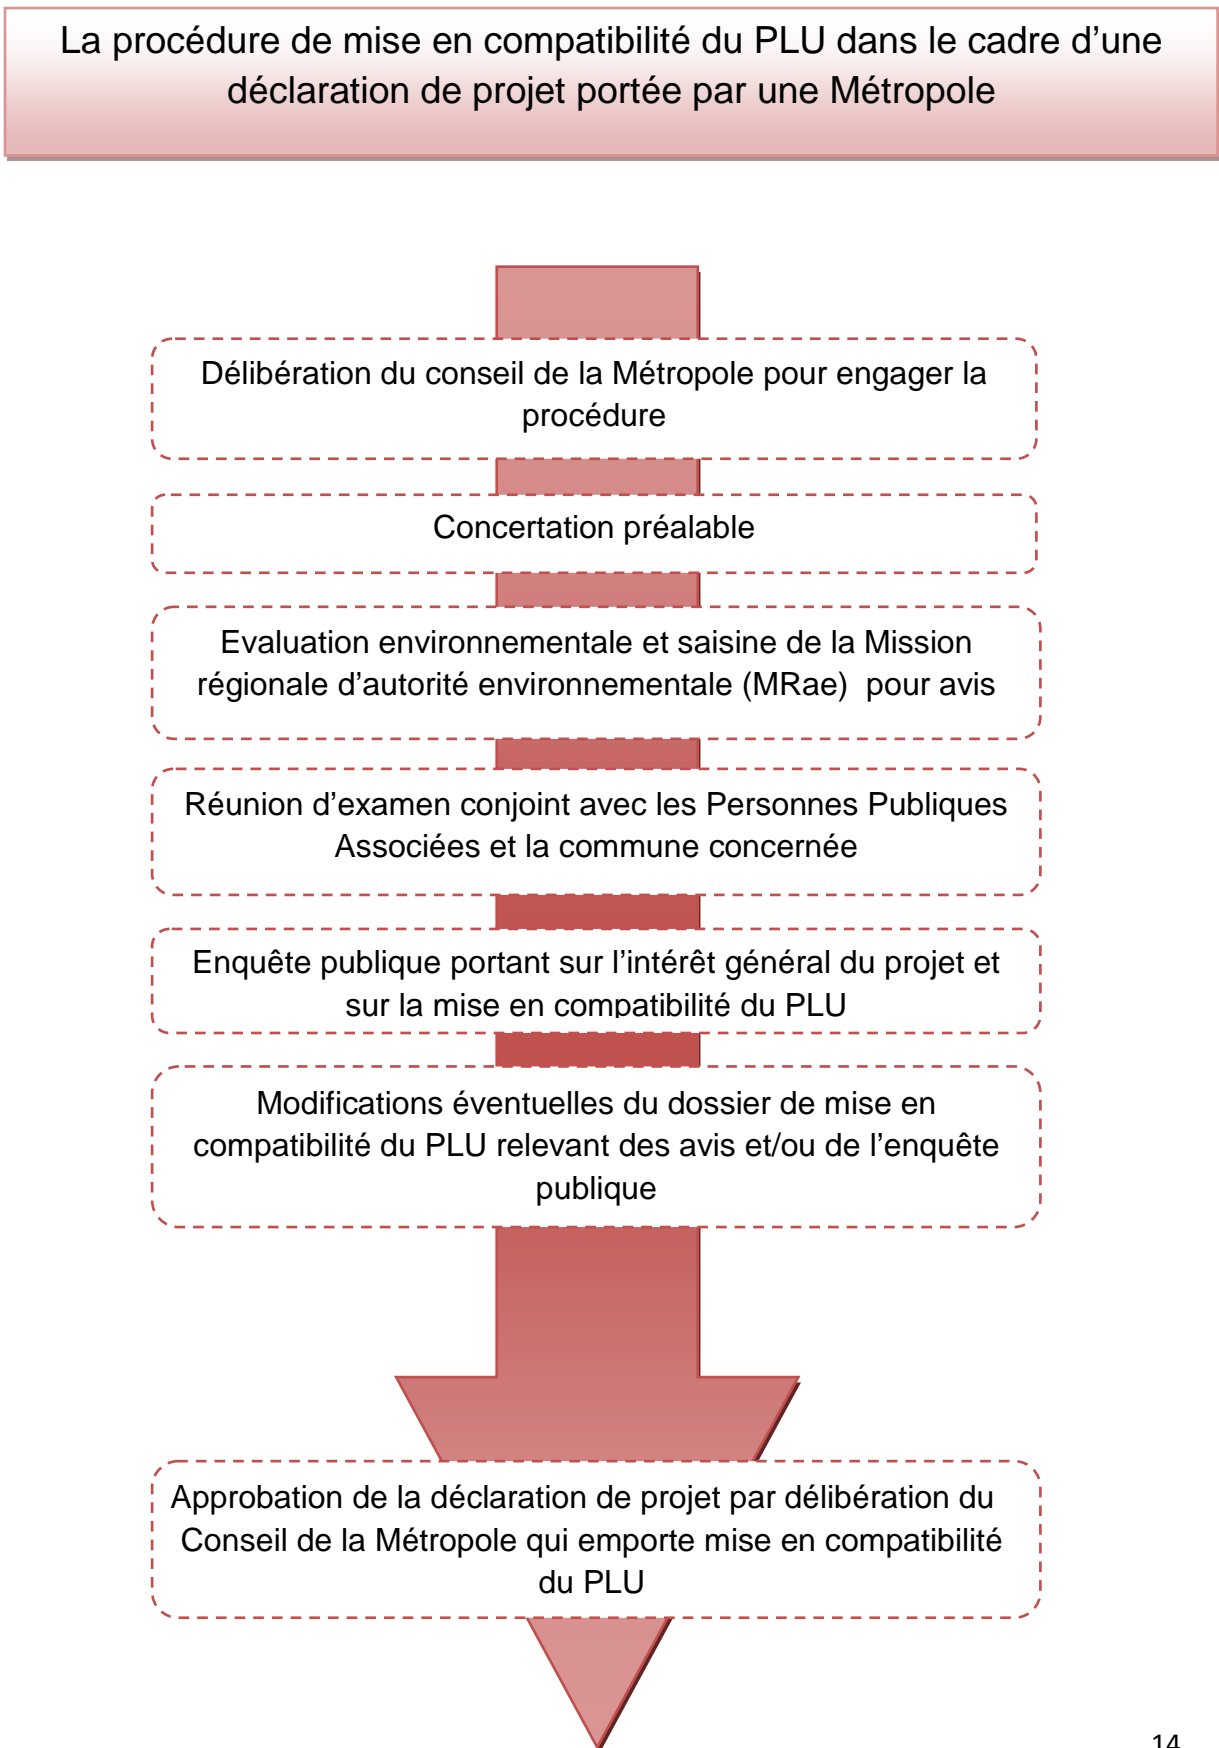 La procédure de mise en compatibilité du PLU dans le cadre d’une
déclaration de projet portée par une Métropole
Délibération du conseil de la Métropole pour engager la
procédure
Concertation préalable
Evaluation environnementale et saisine de la Mission
régionale d’autorité environnementale (MRae)  pour avis
Réunion d’examen conjoint avec les Personnes Publiques
Associées et la commune concernée
Enquête publique portant sur l’intérêt général du projet et
sur la mise en compatibilité du PLU
Modifications éventuelles du dossier de mise en
compatibilité du PLU relevant des avis et/ou de l’enquête
publique
Approbation de la déclaration de projet par délibération du
Conseil de la Métropole qui emporte mise en compatibilité
du PLU
14